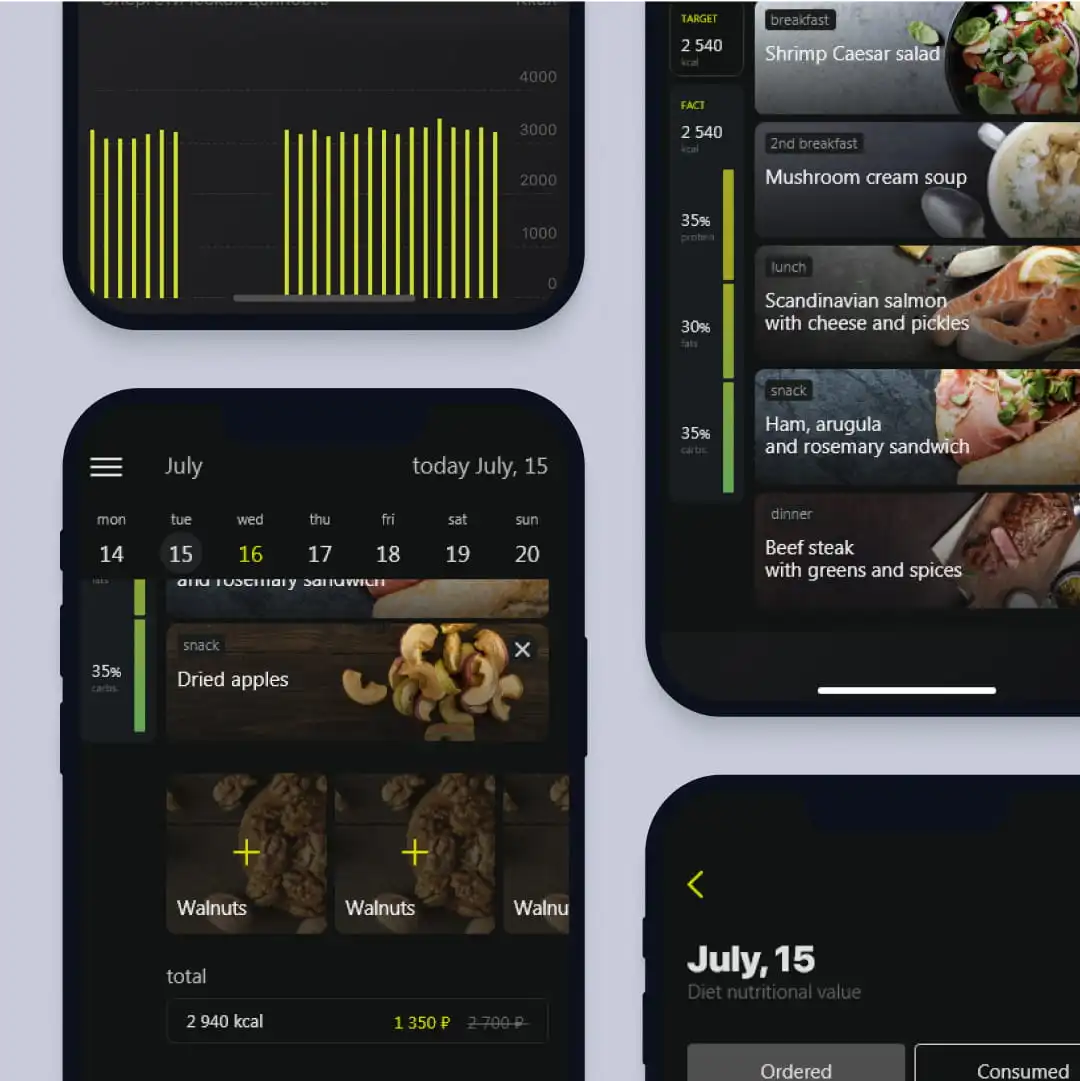 Энергетическая ценность
Ккал
4000
3000
2000
1000
0
July
today July, 15
mon
tue
wed
thu
fri
sat
sun
14
15
16
17
18
19
20
fats
and rosemary sandwich
35%
carbs.
snack
Dried apples
Walnuts
Walnuts
Walnu
total
2 940 kcal
1 350 ₽
2 700 ₽
TARGET
2 540
kcal
FACT
2 540
kcal
35%
protein
30%
fats
35%
carbs.
breakfast
Shrimp Caesar salad
2nd breakfast
Mushroom cream soup
lunch
Scandinavian salmon
with cheese and pickles
snack
Ham, arugula
and rosemary sandwich
dinner
Beef steak
with greens and spices
July, 15
Diet nutritional value
Ordered
Consumed